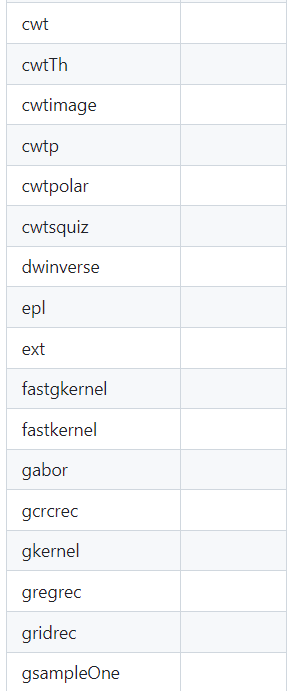 cwt
cwtTh
cwtimage
cwtp
cwtpolar
cwtsquiz
dwinverse
epl
ext
fastgkernel
fastkernel
gabor
gcrcrec
gkernel
gregrec
gridrec
gsampleOne